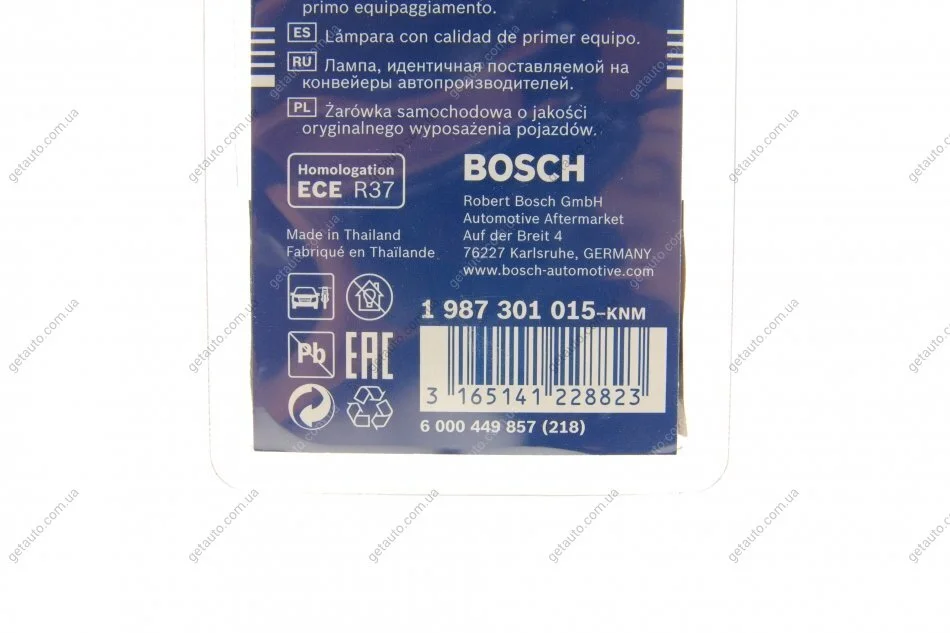 primo equipaggiamento.
ES Lámpara con calidad de primer equipo.
RU Лампа, идентичная поставляемой на
конвейеры автопроизводителей.
PL Żarówka samochodowa o jakości
oryginalnego wyposażenia pojazdów.
Homologation
ECE R37
Made in Thailand
Fabriqué en Thaïlande
BOSCH
Robert Bosch GmbH
Automotive Aftermarket
Auf der Breit 4
76227 Karlsruhe, GERMANY
www.bosch-automotive.com
Pb
EAC
1 987 301 015-KNM
3 165141 228823
6 000 449 857 (218)
getauto.com.ua